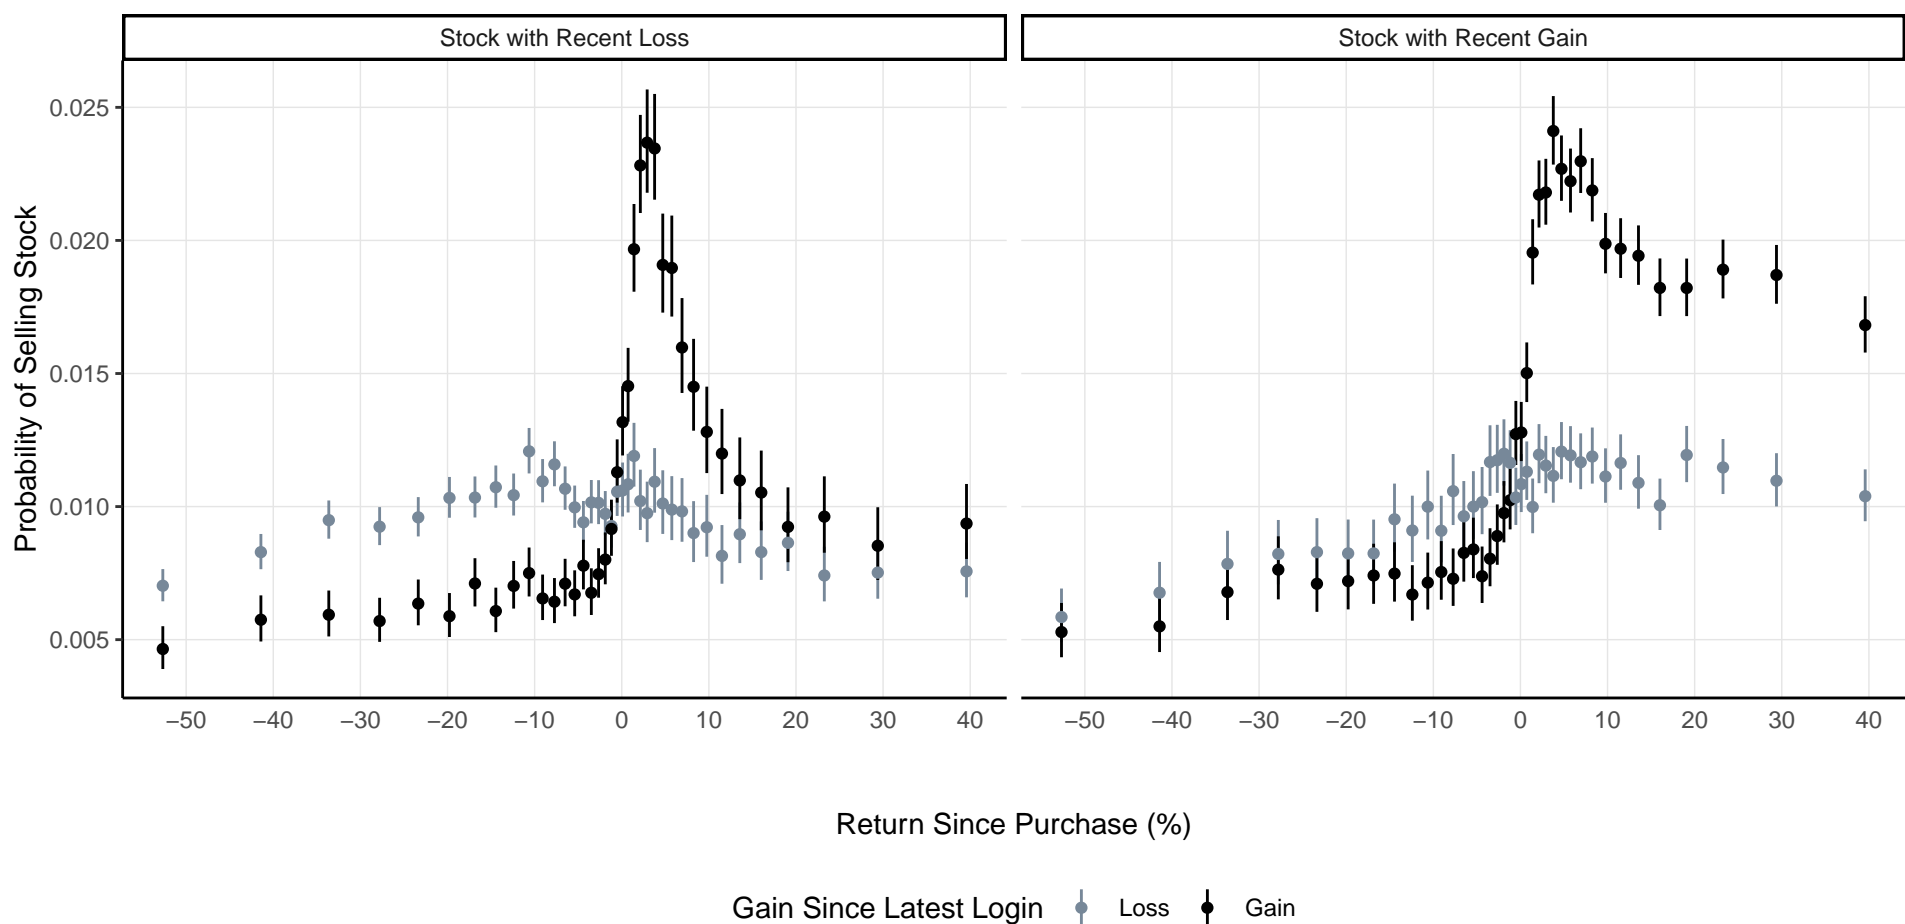 Stock with Recent Loss
Stock with Recent Gain
Probability of Selling Stock
0.025
0.020
0.015
0.010
0.005
−50 −40 −30 −20 −10 0 10 20 30 40
−50 −40 −30 −20 −10 0 10 20 30 40
Return Since Purchase (%)
Gain Since Latest Login Loss Gain